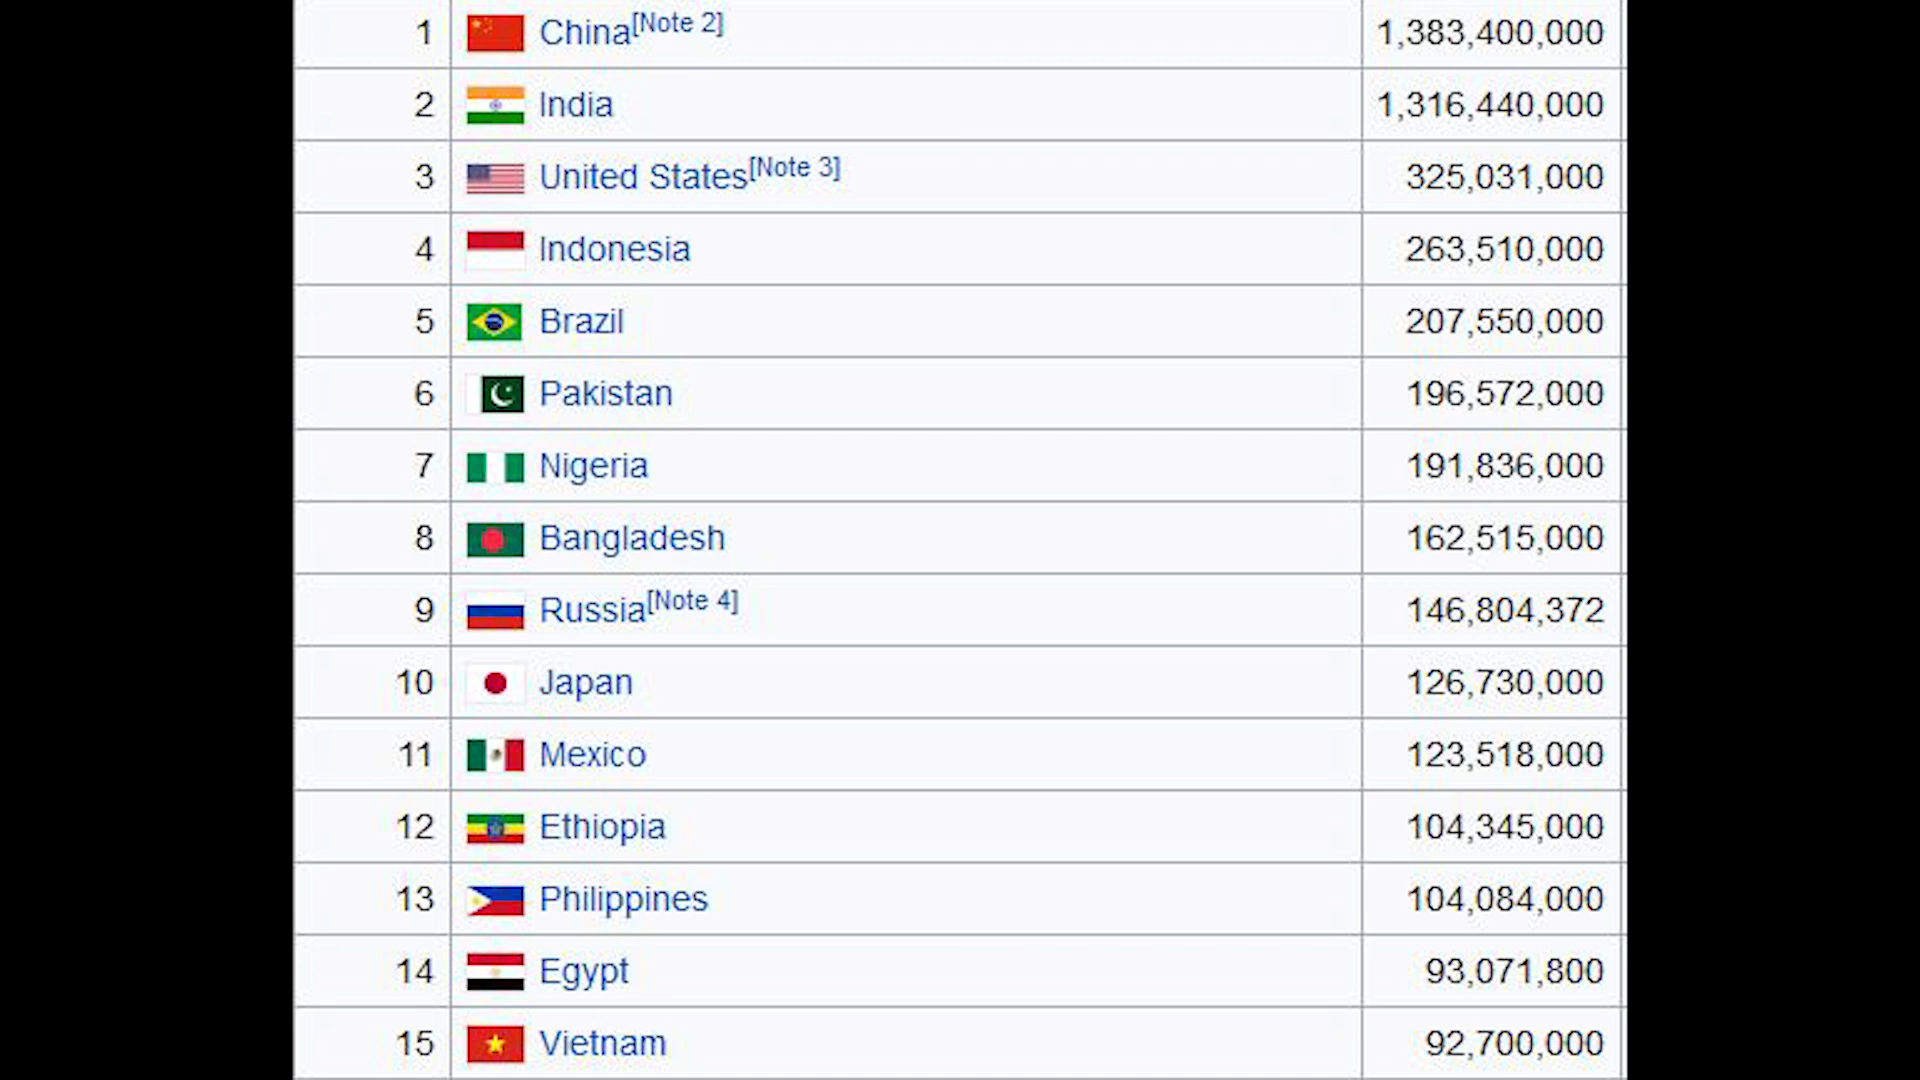 1 China[Note 2] 1,383,400,000
2 India 1,316,440,000
3 United States[Note 3] 325,031,000
4 Indonesia 263,510,000
5 Brazil 207,550,000
6 Pakistan 196,572,000
7 Nigeria 191,836,000
8 Bangladesh 162,515,000
9 Russia[Note 4] 146,804,372
10 Japan 126,730,000
11 Mexico 123,518,000
12 Ethiopia 104,345,000
13 Philippines 104,084,000
14 Egypt 93,071,800
15 Vietnam 92,700,000